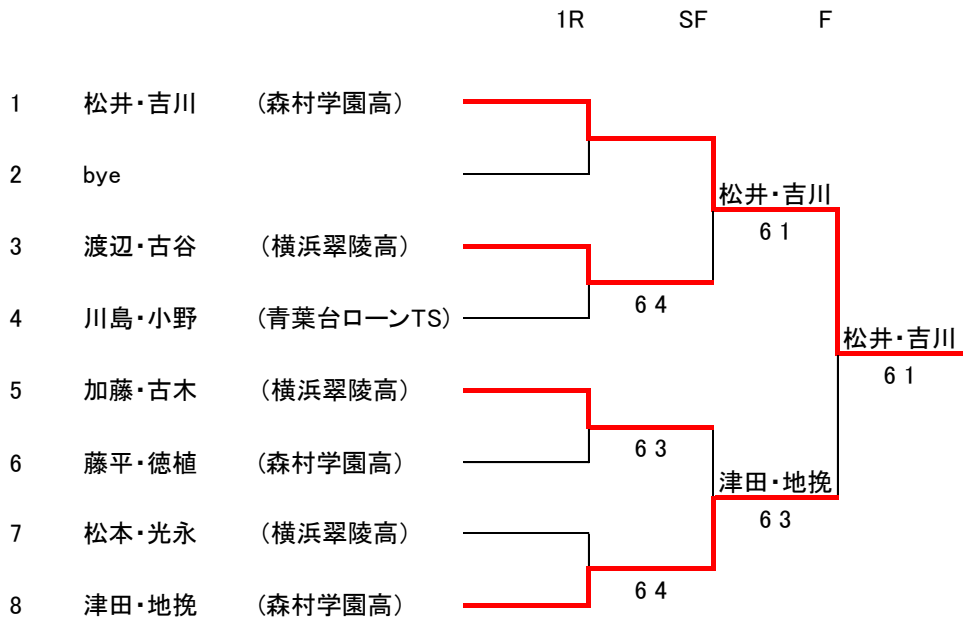 1R SF F
1 松井・吉川 (森村学園高)
2 bye
松井・吉川
6 1
3 渡辺・古谷 (横浜翠陵高)
6 4
4 川島・小野 (青葉台ローンTS)
松井・吉川
6 1
5 加藤・古木 (横浜翠陵高)
6 3
6 藤平・徳植 (森村学園高)
津田・地挽
6 3
7 松本・光永 (横浜翠陵高)
6 4
8 津田・地挽 (森村学園高)